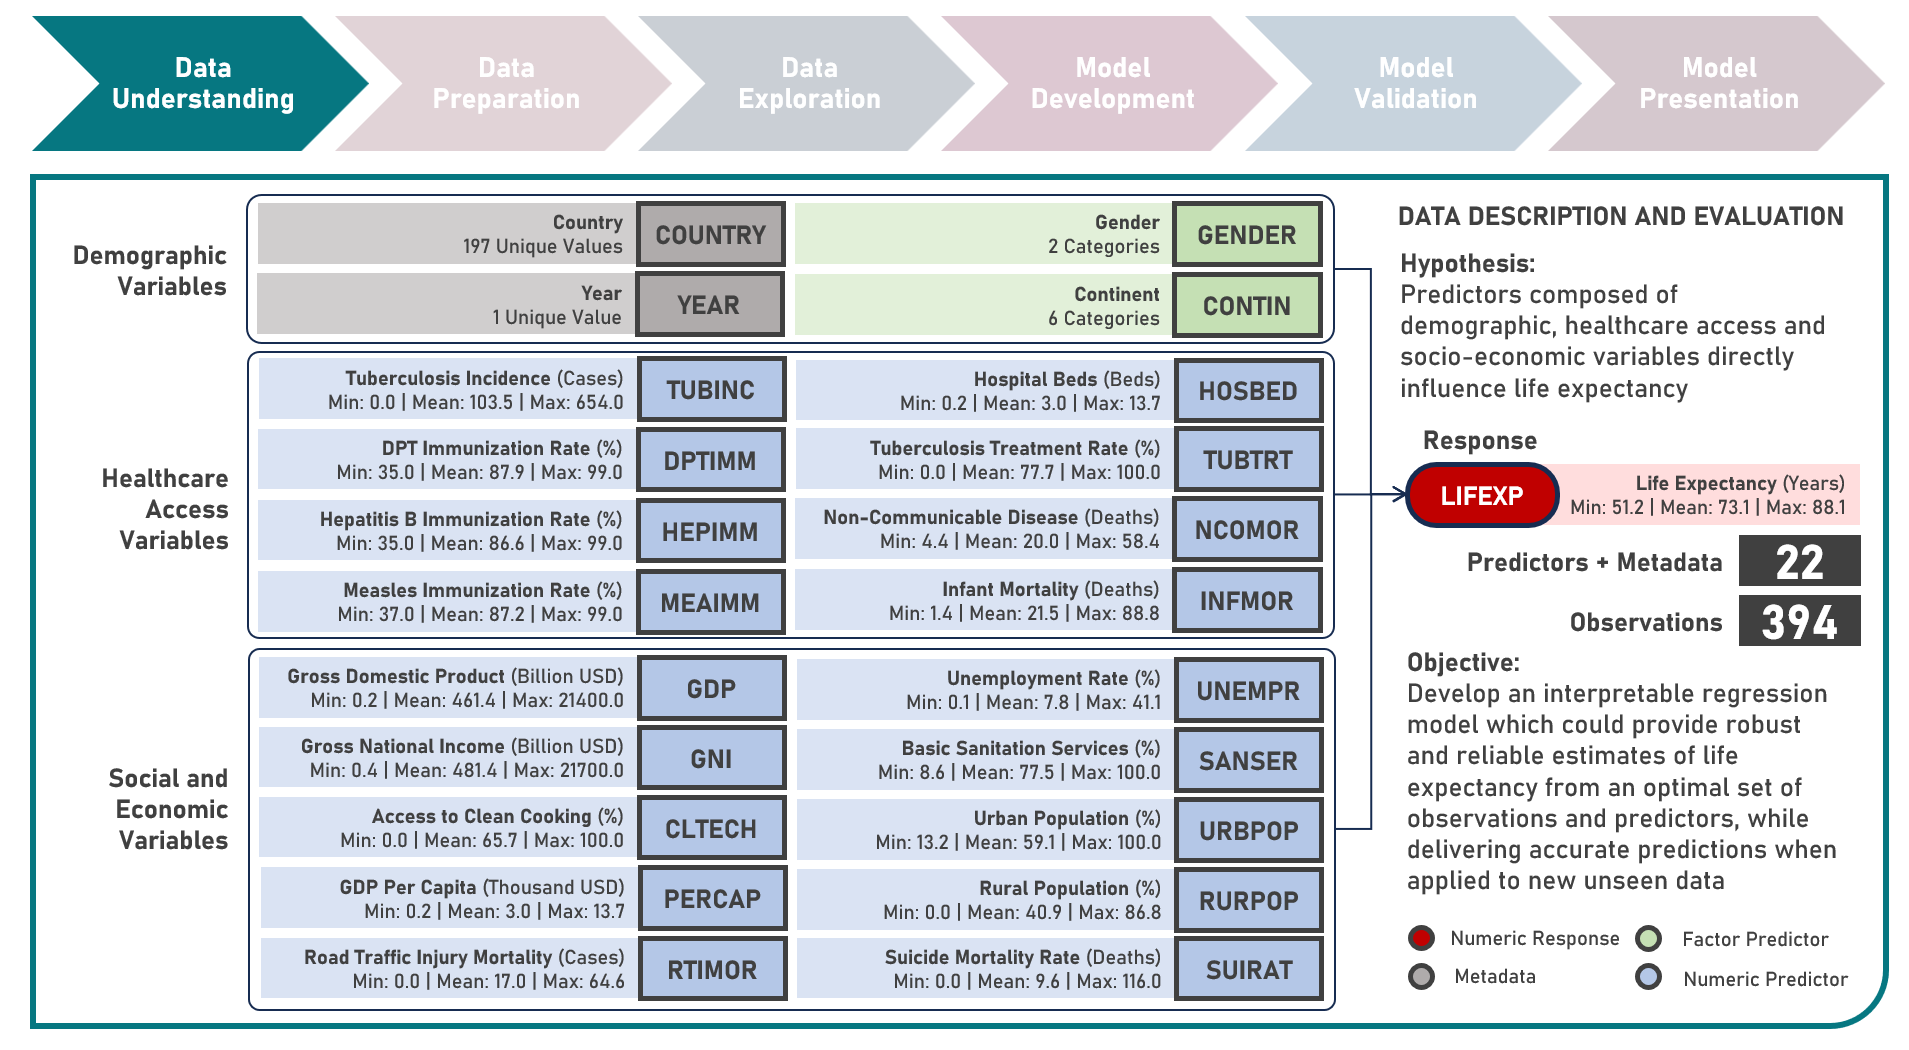 Data
Understanding
Data
Preparation
Data
Exploration
Model
Development
Model
Validation
Model
Presentation
Demographic
Variables
Country
197 Unique Values
COUNTRY
Gender
2 Categories
GENDER
Year
1 Unique Value
YEAR
Continent
6 Categories
CONTIN
Healthcare
Access
Variables
Tuberculosis Incidence (Cases)
Min: 0.0 | Mean: 103.5 | Max: 654.0
TUBINC
Hospital Beds (Beds)
Min: 0.2 | Mean: 3.0 | Max: 13.7
HOSBED
DPT Immunization Rate (%)
Min: 35.0 | Mean: 87.9 | Max: 99.0
DPTIMM
Tuberculosis Treatment Rate (%)
Min: 0.0 | Mean: 77.7 | Max: 100.0
TUBTRT
Hepatitis B Immunization Rate (%)
Min: 35.0 | Mean: 86.6 | Max: 99.0
HEPIMM
Non-Communicable Disease (Deaths)
Min: 4.4 | Mean: 20.0 | Max: 58.4
NCOMOR
Measles Immunization Rate (%)
Min: 37.0 | Mean: 87.2 | Max: 99.0
MEAIMM
Infant Mortality (Deaths)
Min: 1.4 | Mean: 21.5 | Max: 88.8
INFMOR
Social and
Economic
Variables
Gross Domestic Product (Billion USD)
Min: 0.2 | Mean: 461.4 | Max: 21400.0
GDP
Unemployment Rate (%)
Min: 0.1 | Mean: 7.8 | Max: 41.1
UNEMPR
Gross National Income (Billion USD)
Min: 0.4 | Mean: 481.4 | Max: 21700.0
GNI
Basic Sanitation Services (%)
Min: 8.6 | Mean: 77.5 | Max: 100.0
SANSER
Access to Clean Cooking (%)
Min: 0.0 | Mean: 65.7 | Max: 100.0
CLTECH
Urban Population (%)
Min: 13.2 | Mean: 59.1 | Max: 100.0
URBPOP
GDP Per Capita (Thousand USD)
Min: 0.2 | Mean: 3.0 | Max: 13.7
PERCAP
Rural Population (%)
Min: 0.0 | Mean: 40.9 | Max: 86.8
RURPOP
Road Traffic Injury Mortality (Cases)
Min: 0.0 | Mean: 17.0 | Max: 64.6
RTIMOR
Suicide Mortality Rate (Deaths)
Min: 0.0 | Mean: 9.6 | Max: 116.0
SUIRAT
DATA DESCRIPTION AND EVALUATION
Hypothesis:
Predictors composed of
demographic, healthcare access and
socio-economic variables directly
influence life expectancy
Response
LIFEXP
Life Expectancy (Years)
Min: 51.2 | Mean: 73.1 | Max: 88.1
Predictors + Metadata
22
Observations
394
Objective:
Develop an interpretable regression
model which could provide robust
and reliable estimates of life
expectancy from an optimal set of
observations and predictors, while
delivering accurate predictions when
applied to new unseen data
Numeric Response
Factor Predictor
Metadata
Numeric Predictor